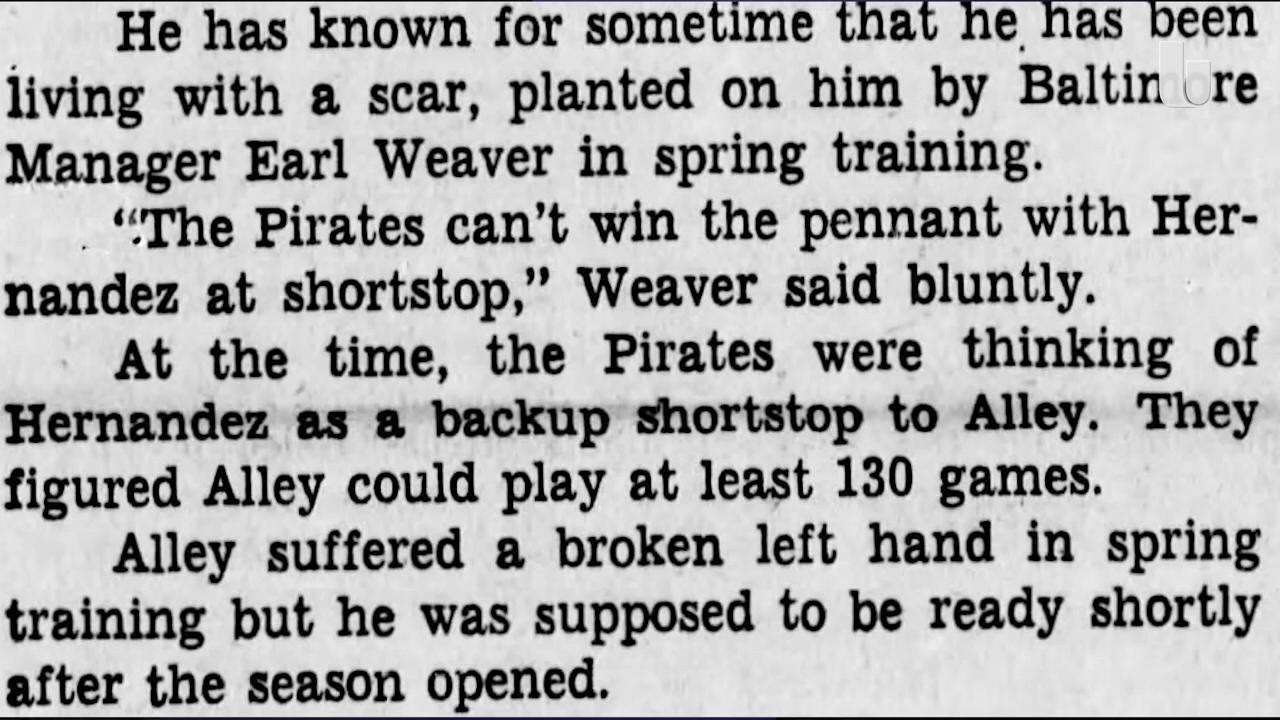 He has known for sometime that he has been
living with a scar, planted on him by Baltimore
Manager Earl Weaver in spring training.
“The Pirates can’t win the pennant with Her-
nandez at shortstop,” Weaver said bluntly.
At the time, the Pirates were thinking of
Hernandez as a backup shortstop to Alley. They
figured Alley could play at least 130 games.
Alley suffered a broken left hand in spring
training but he was supposed to be ready shortly
after the season opened.